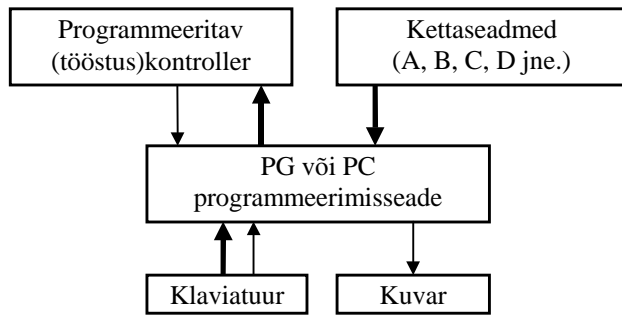 Programmeeritav
(tööstus)kontroller
Kettaseadmed
(A, B, C, D jne.)
PG või PC
programmeerimisseade
Klaviatuur
Kuvar